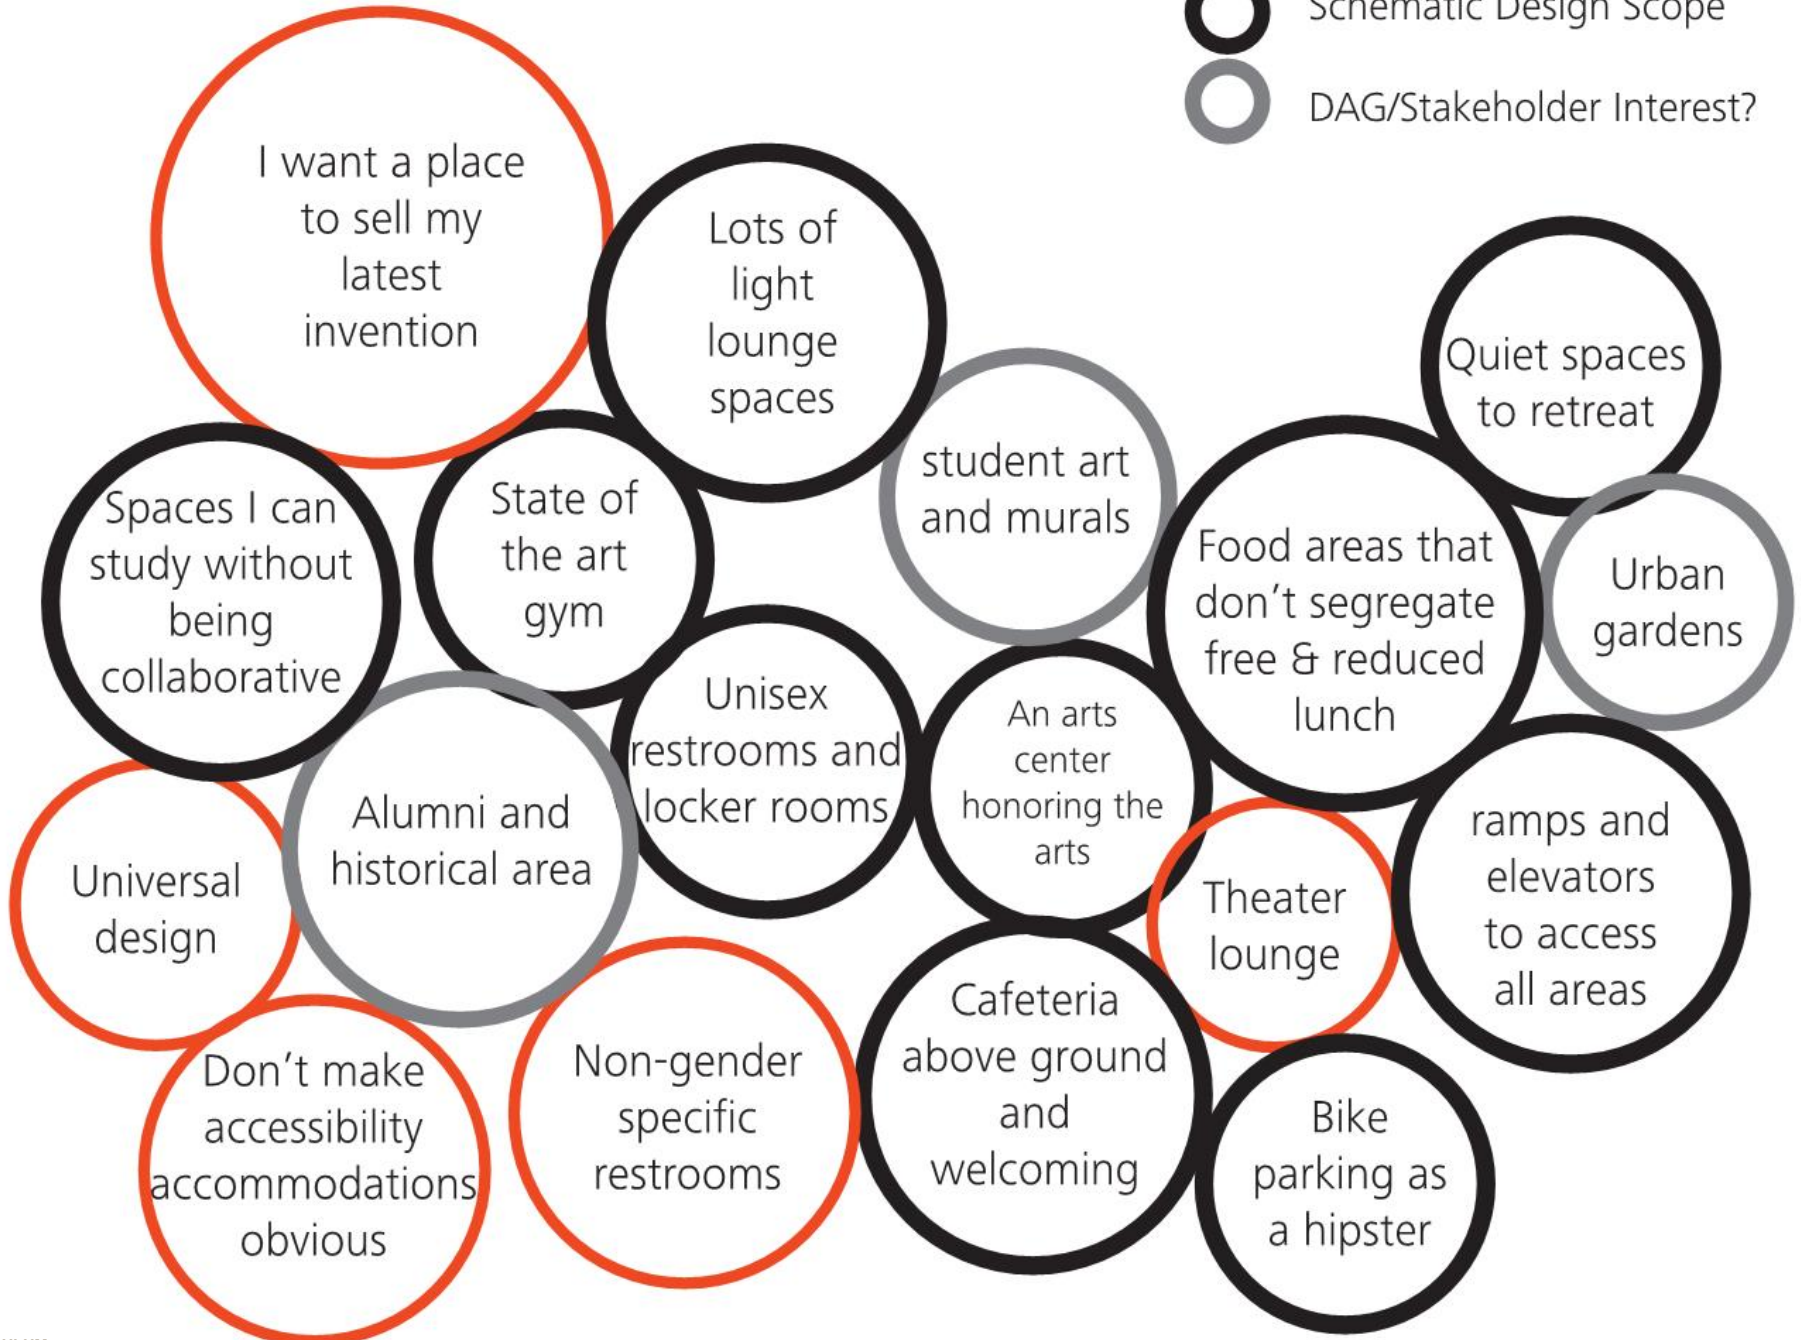 Schematic Design Scope
DAG/Stakeholder Interest?
I want a place
to sell my
latest
invention
Lots of
light
lounge
spaces
Quiet spaces
to retreat
student art
and murals
Spaces I can
study without
being
collaborative
State of
the art
gym
Food areas that
don’t segregate
free & reduced
lunch
Urban
gardens
Unisex
restrooms and
locker rooms
An arts
center
honoring the
arts
Alumni and
historical area
Universal
design
Theater
lounge
ramps and
elevators
to access
all areas
Don’t make
accessibility
accommodations
obvious
Non-gender
specific
restrooms
Cafeteria
above ground
and
welcoming
Bike
parking as
a hipster